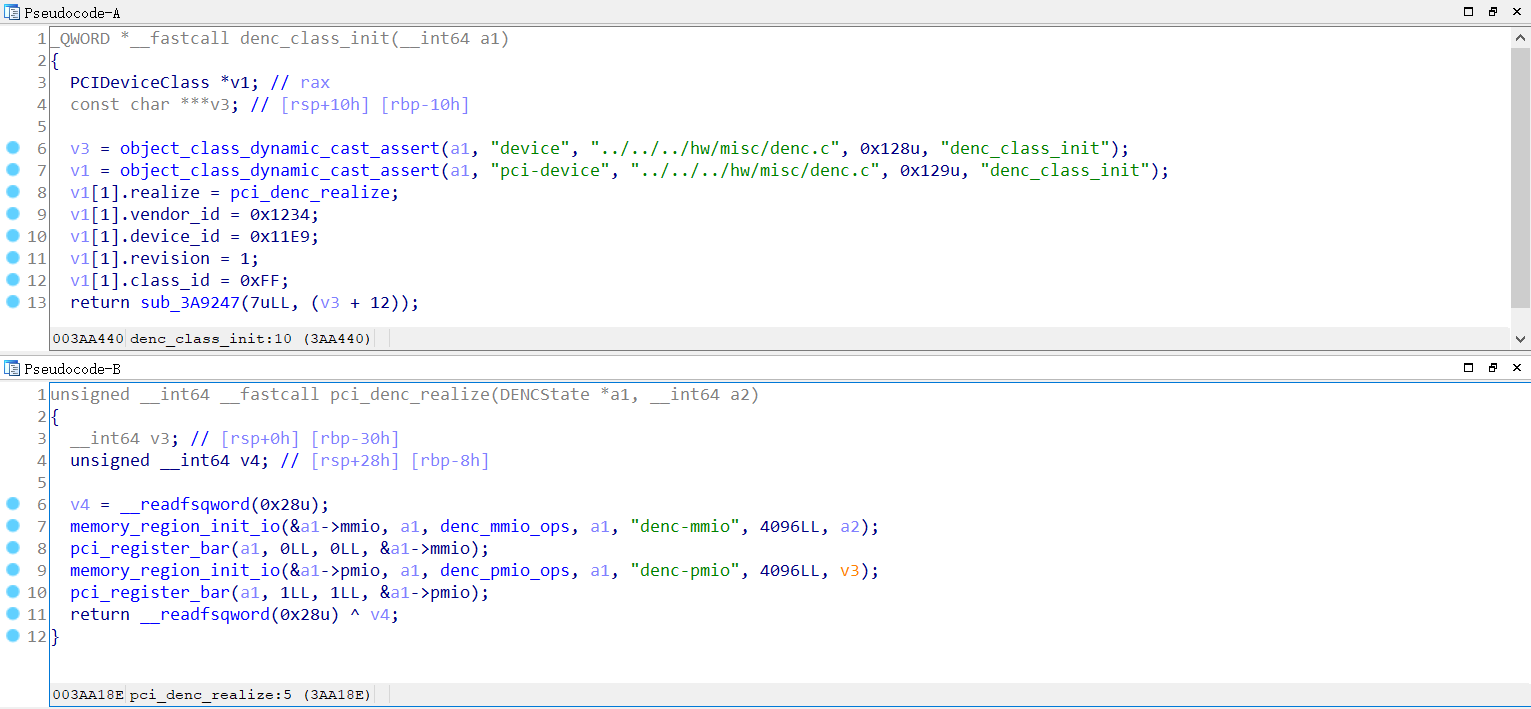 Pseudocode-A
1 _QWORD *__fastcall denc_class_init(__int64 a1)
2 {
3 PCIDeviceClass *v1; // rax
4 const char ***v3; // [rsp+10h] [rbp-10h]
5
6 v3 = object_class_dynamic_cast_assert(a1, "device", "../../../hw/misc/denc.c", 0x128u, "denc_class_init");
7 v1 = object_class_dynamic_cast_assert(a1, "pci-device", "../../../hw/misc/denc.c", 0x129u, "denc_class_init");
8 v1[1].realize = pci_denc_realize;
9 v1[1].vendor_id = 0x1234;
10 v1[1].device_id = 0x11E9;
11 v1[1].revision = 1;
12 v1[1].class_id = 0xFF;
13 return sub_3A9247(7uLL, (v3 + 12));
003AA440 denc_class_init:10 (3AA440)
Pseudocode-B
1 unsigned __int64 __fastcall pci_denc_realize(DENCState *a1, __int64 a2)
2 {
3 __int64 v3; // [rsp+0h] [rbp-30h]
4 unsigned __int64 v4; // [rsp+28h] [rbp-8h]
5
6 v4 = __readfsqword(0x28u);
7 memory_region_init_io(&a1->mmio, a1, denc_mmio_ops, a1, "denc-mmio", 4096LL, a2);
8 pci_register_bar(a1, 0LL, 0LL, &a1->mmio);
9 memory_region_init_io(&a1->pmio, a1, denc_pmio_ops, a1, "denc-pmio", 4096LL, v3);
10 pci_register_bar(a1, 1LL, 1LL, &a1->pmio);
11 return __readfsqword(0x28u) ^ v4;
12 }
003AA18E pci_denc_realize:5 (3AA18E)